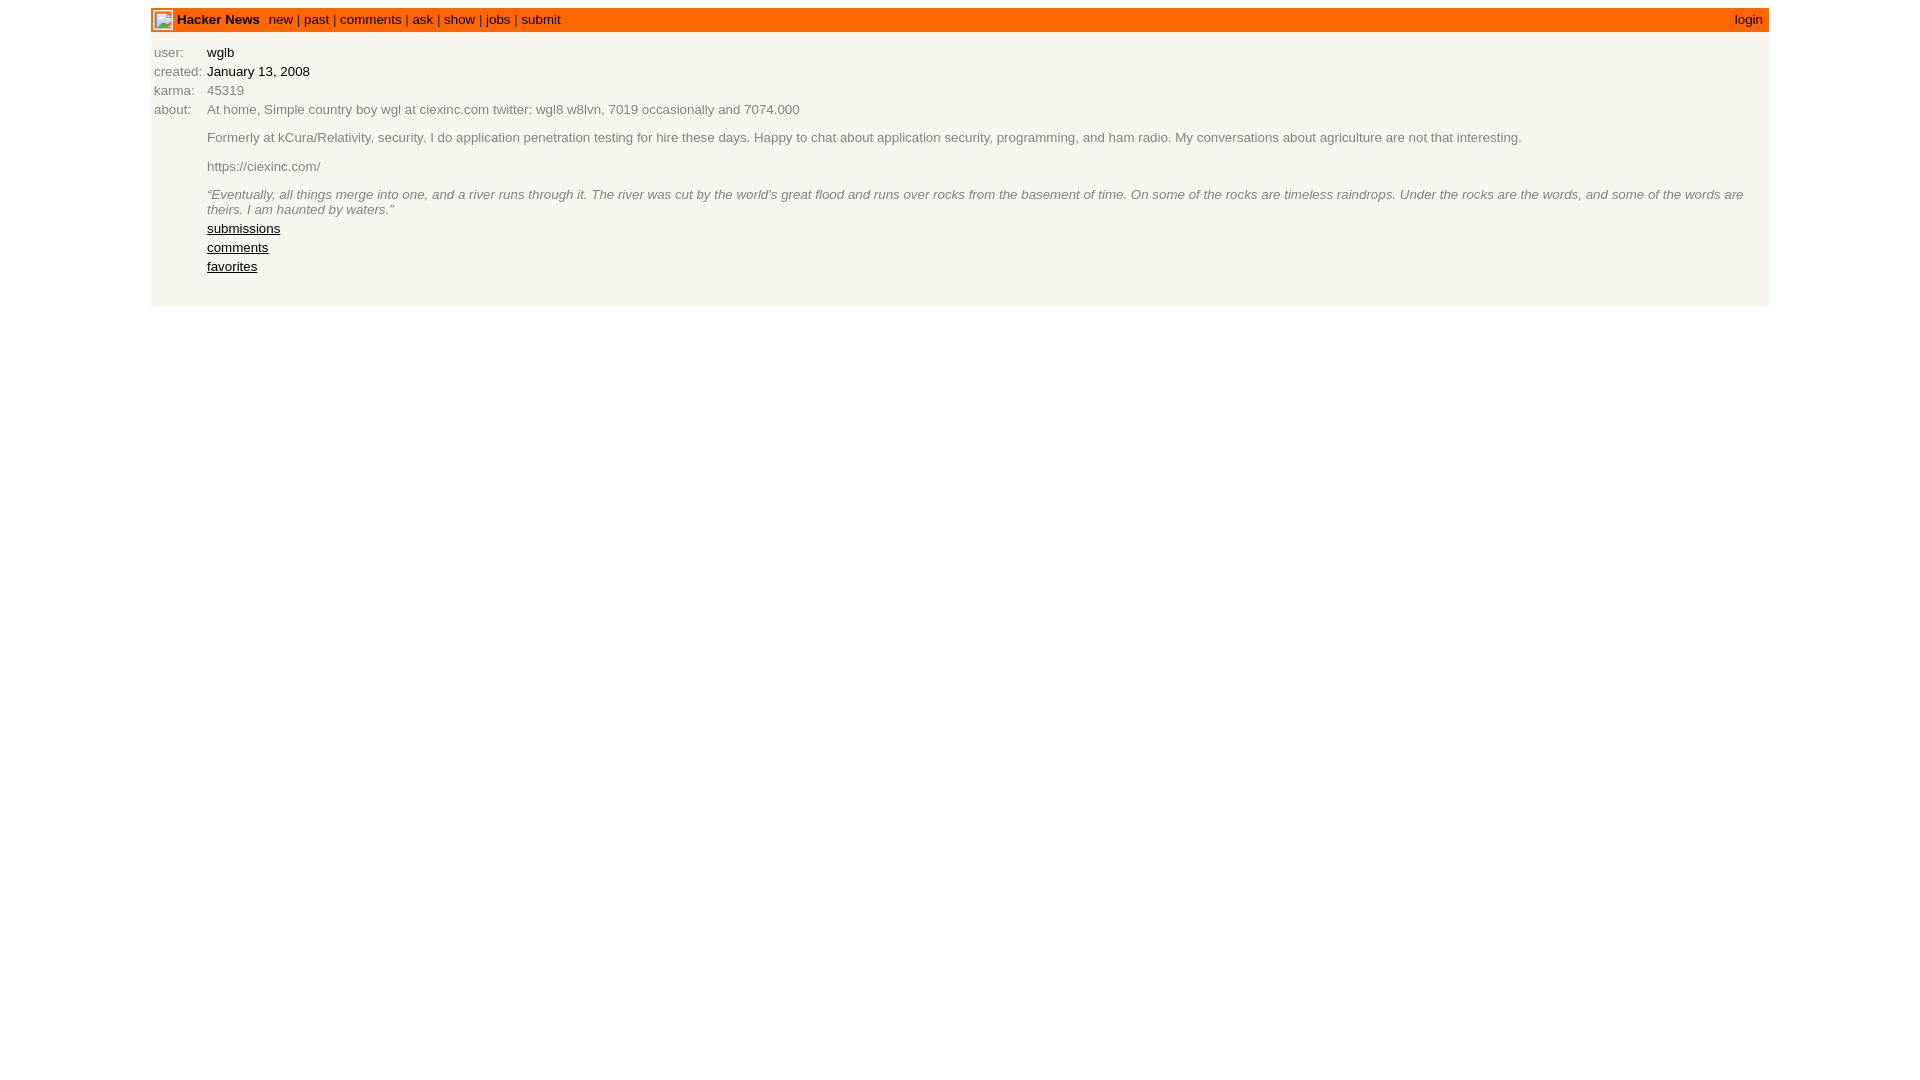 Hacker News new | past | comments | ask | show | jobs | submit login
user: wglb
created: January 13, 2008
karma: 45319
about: At home, Simple country boy wgl at ciexinc.com twitter: wgl8 w8lvn, 7019 occasionally and 7074.000
Formerly at kCura/Relativity, security. I do application penetration testing for hire these days. Happy to chat about application security, programming, and ham radio. My conversations about agriculture are not that interesting.
https://ciexinc.com/
“Eventually, all things merge into one, and a river runs through it. The river was cut by the world's great flood and runs over rocks from the basement of time. On some of the rocks are timeless raindrops. Under the rocks are the words, and some of the words are
theirs. I am haunted by waters.”
submissions
comments
favorites